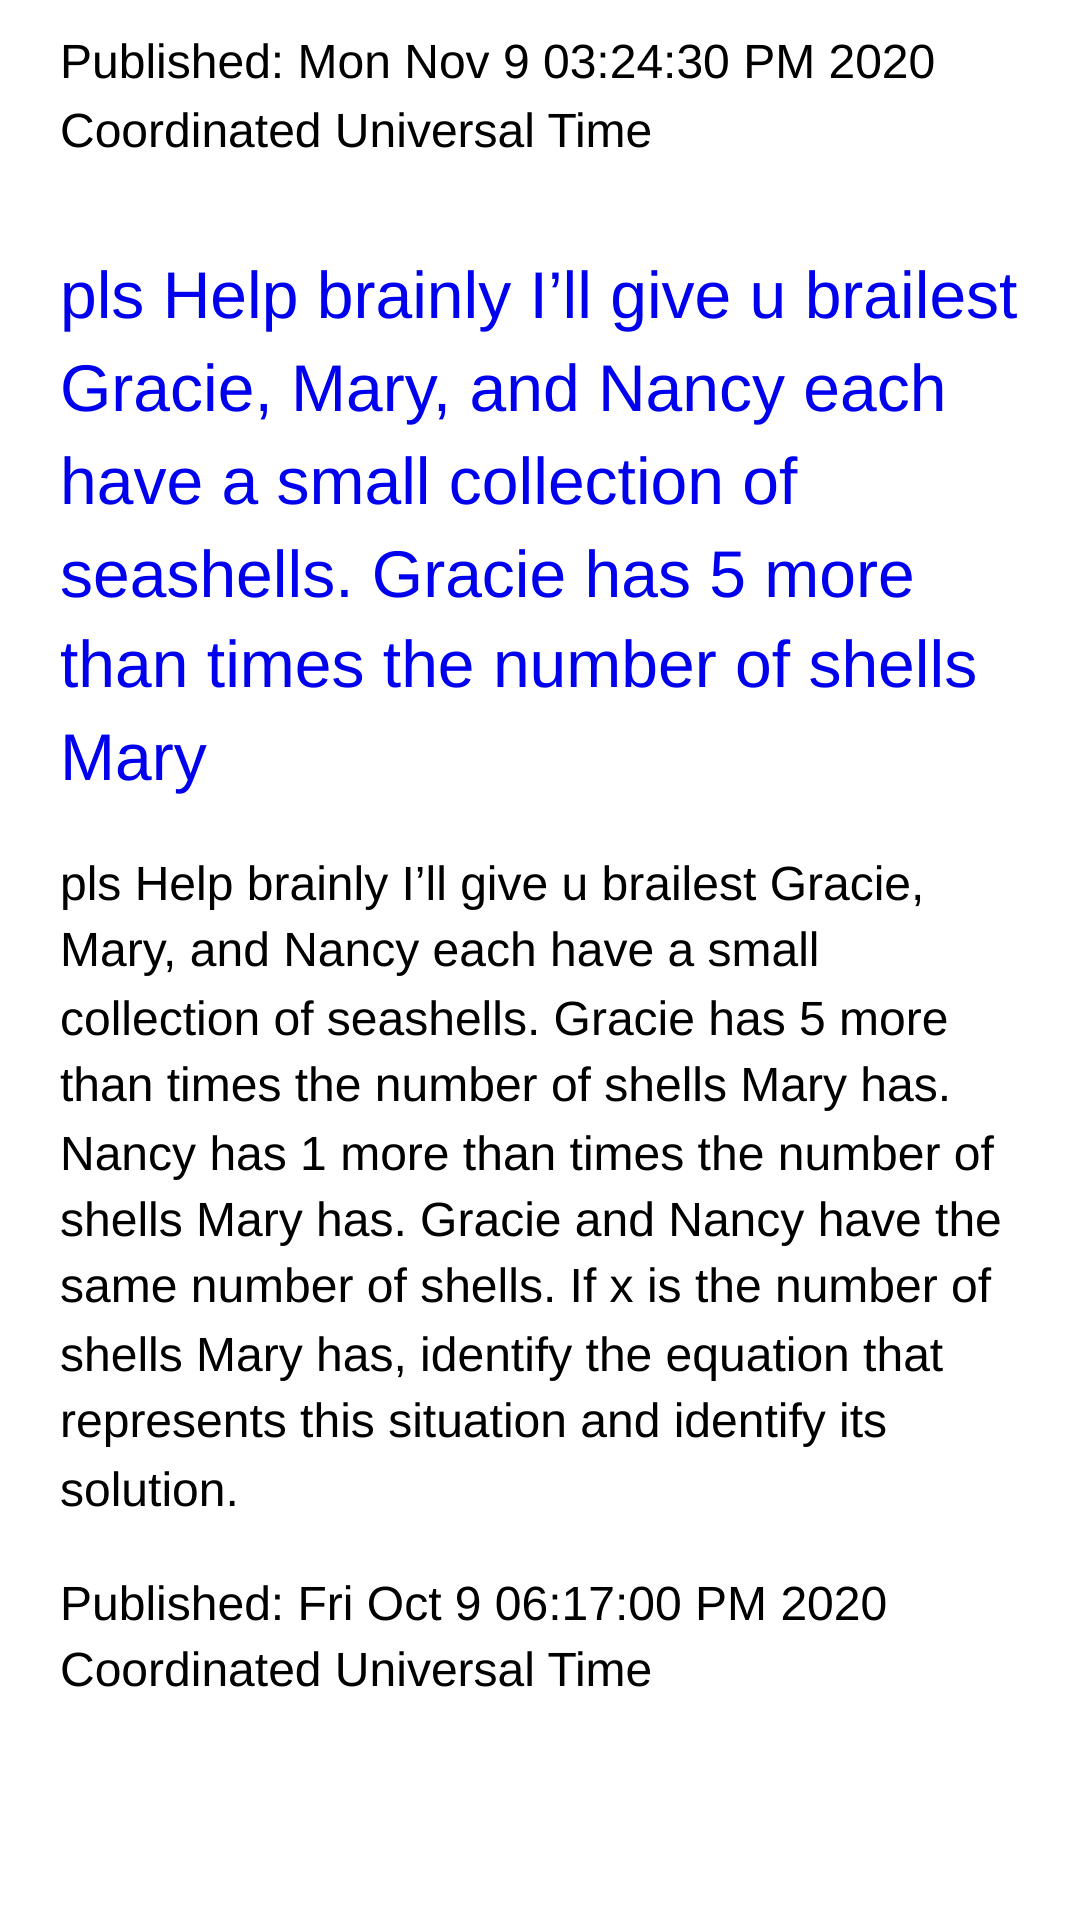 Published: Mon Nov 9 03:24:30 PM 2020
Coordinated Universal Time
pls Help brainly I’ll give u brailest
Gracie, Mary, and Nancy each
have a small collection of
seashells. Gracie has 5 more
than times the number of shells
Mary
pls Help brainly I’ll give u brailest Gracie,
Mary, and Nancy each have a small
collection of seashells. Gracie has 5 more
than times the number of shells Mary has.
Nancy has 1 more than times the number of
shells Mary has. Gracie and Nancy have the
same number of shells. If x is the number of
shells Mary has, identify the equation that
represents this situation and identify its
solution.
Published: Fri Oct 9 06:17:00 PM 2020
Coordinated Universal Time